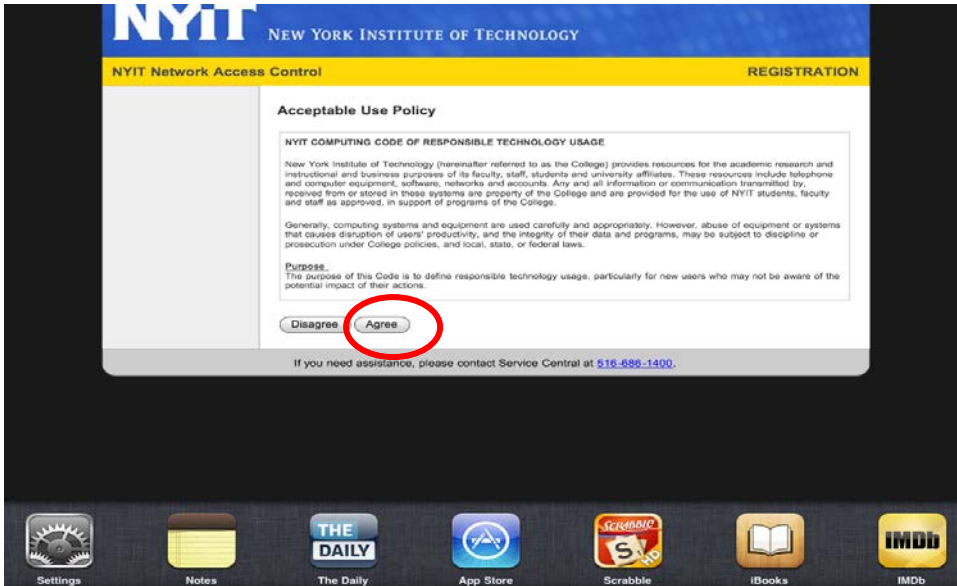 NYiT
NEW YORK INSTITUTE OF TECHNOLOGY
NYIT Network Access Control
REGISTRATION
Acceptable Use Policy
NYIT COMPUTING CODE OF RESPONSIBLE TECHNOLOGY USAGE
New York Institute of Technology (hereinafter referred to as the College) provides resources for the academic research and
instructional and business purposes of its faculty, staff, students and university affiliates. These resources include telephone
and computer equipment, software, networks and accounts. Any and all information or communication transmitted by,
received from or stored in these systems are property of the College and are provided for the use of NYIT students, faculty
and staff as approved, in support of programs of the College.
Generally, computing systems and equipment are used carefully and appropriately. However, abuse of equipment or systems
that causes disruption of users' productivity, and the integrity of their data and programs, may be subject to discipline or
prosecution under College policies, and local, state, or federal laws.
Purpose
The purpose of this Code is to define responsible technology usage, particularly for new users who may not be aware of the
potential impact of their actions.
Disagree Agree
If you need assistance, please contact Service Central at 516-686-1400.
THE
DAILY
SCRABBLE
S
HD
IMDb
Settings Notes The Daily App Store Scrabble iBooks IMDb